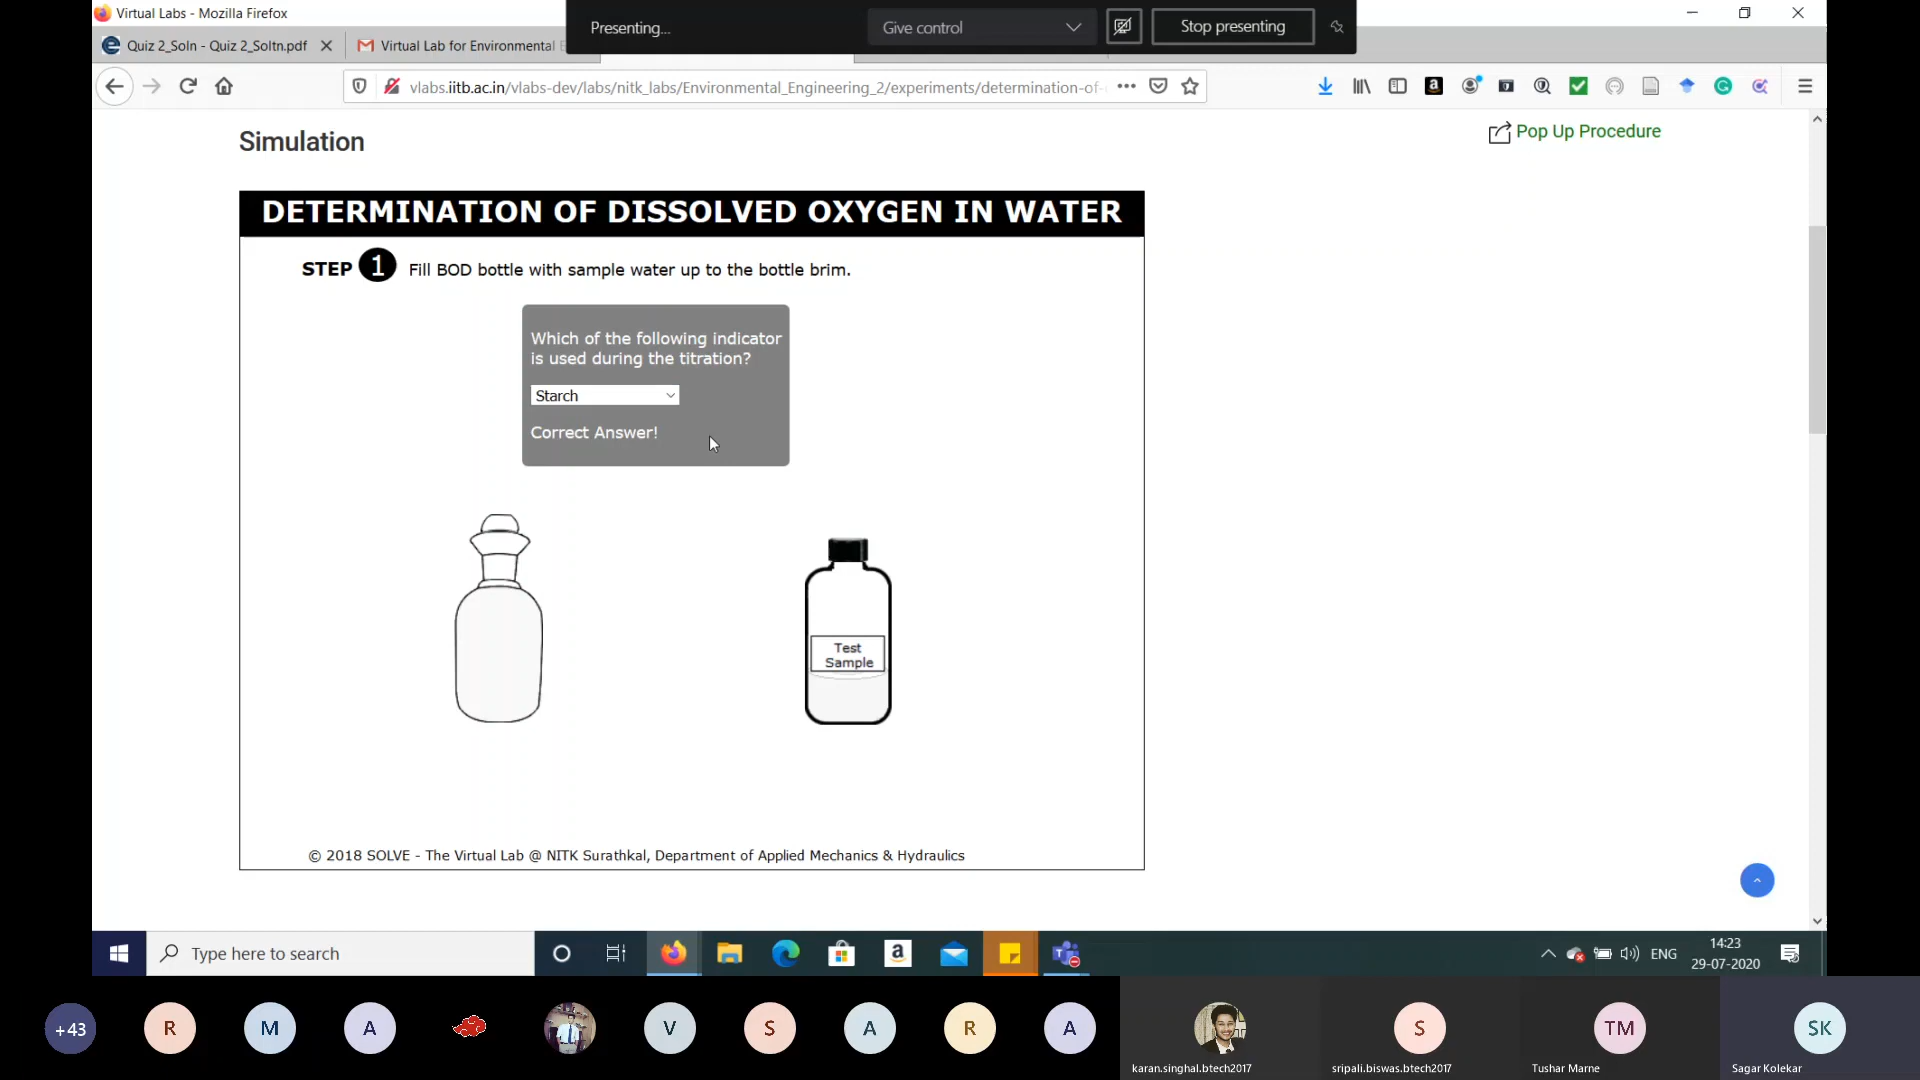 Virtual Labs - Mozilla Firefox
Presenting...
Give control
Stop presenting
Quiz 2_Soln - Quiz 2_Soltn.pdf
Virtual Lab for Environmental
vlabs.iitb.ac.in/vlabs-dev/labs/nitk_labs/Environmental_Engineering_2/experiments/determination-of-
Simulation
Pop Up Procedure
DETERMINATION OF DISSOLVED OXYGEN IN WATER
STEP 1 Fill BOD bottle with sample water up to the bottle brim.
Which of the following indicator
is used during the titration?
Starch
Correct Answer!
Test
Sample
© 2018 SOLVE - The Virtual Lab @ NITK Surathkal, Department of Applied Mechanics & Hydraulics
Type here to search
a
ENG
14:23
29-07-2020
+43
R
M
A
V
S
A
R
A
S
TM
SK
karan.singhal.btech2017
sripali.biswas.btech2017
Tushar Marne
Sagar Kolekar